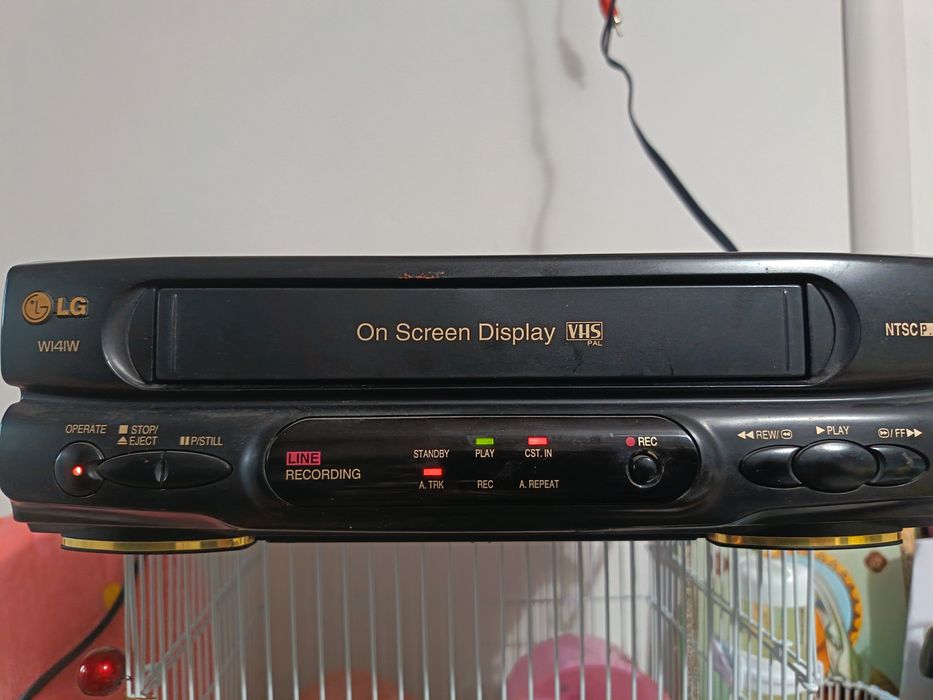 LG
W141W
On Screen Display VHS
PAL
NTSC P.
OPERATE
STOP/
EJECT
P/STILL
LINE
RECORDING
STANDBY
PLAY
CST. IN
A. TRK
REC
A. REPEAT
REC
REW/
PLAY
/FF